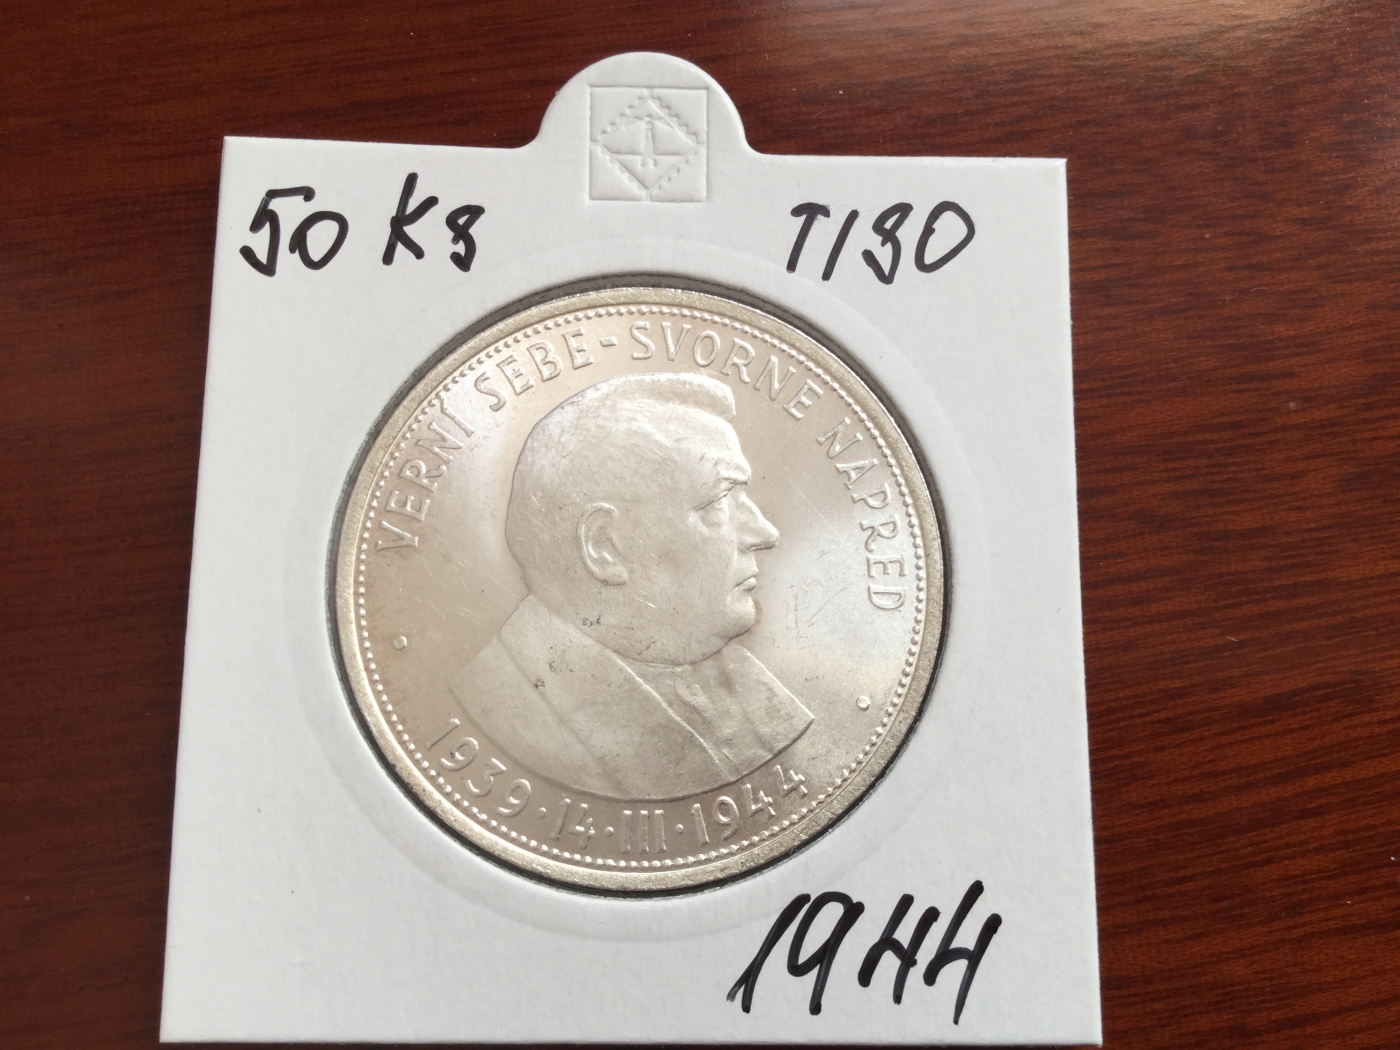 50 Ks
TISO
VERNÍ SEBE - SVORNE NAPRED
1939 · 14 · III · 1944
1944